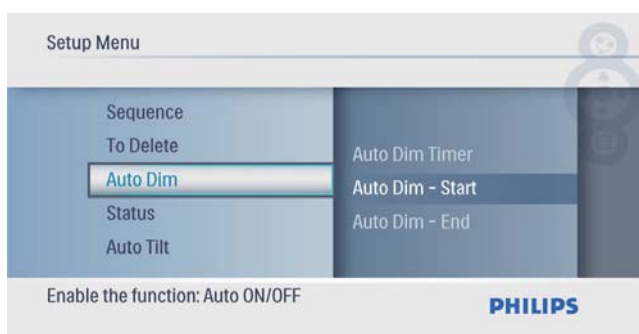 Setup Menu
Sequence
To Delete
Auto Dim
Status
Auto Tilt
Auto Dim Timer
Auto Dim – Start
Auto Dim – End
Enable the function: Auto ON/OFF
PHILIPS